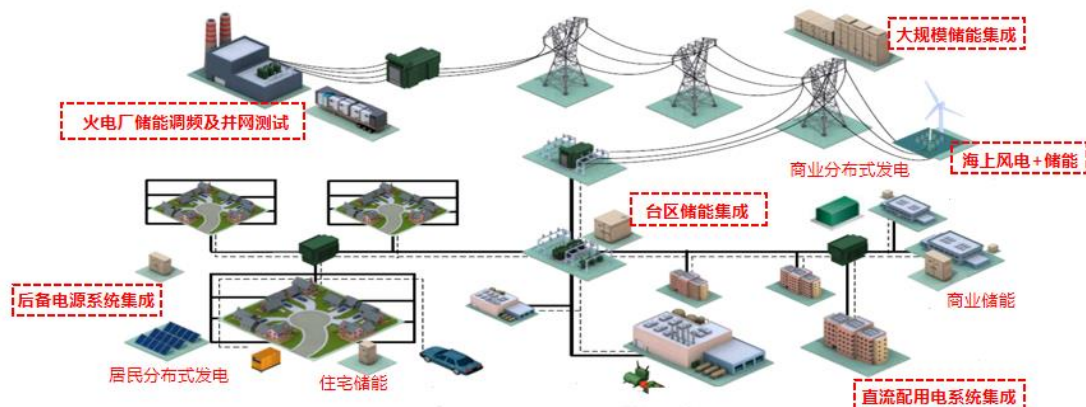 大规模储能集成
火电厂储能调频及并网测试
海上风电+储能
商业分布式发电
台区储能集成
后备电源系统集成
商业储能
居民分布式发电
住宅储能
直流配用电系统集成